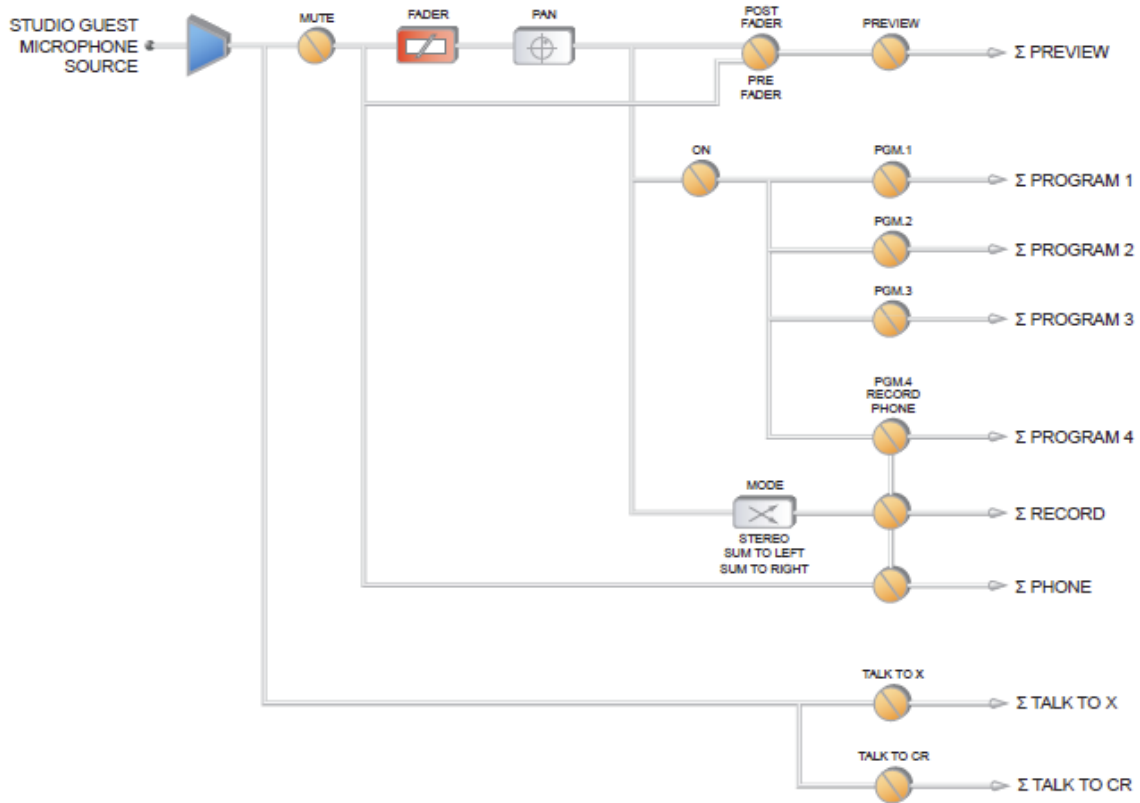 STUDIO GUEST
MICROPHONE
SOURCE
MUTE
FADER
PAN
POST
FADER
PRE
FADER
PREVIEW
Σ PREVIEW
ON
PGM.1
Σ PROGRAM 1
PGM.2
Σ PROGRAM 2
PGM.3
Σ PROGRAM 3
PGM.4
RECORD
PHONE
Σ PROGRAM 4
MODE
STEREO
SUM TO LEFT
SUM TO RIGHT
Σ RECORD
Σ PHONE
TALK TO X
Σ TALK TO X
TALK TO CR
Σ TALK TO CR